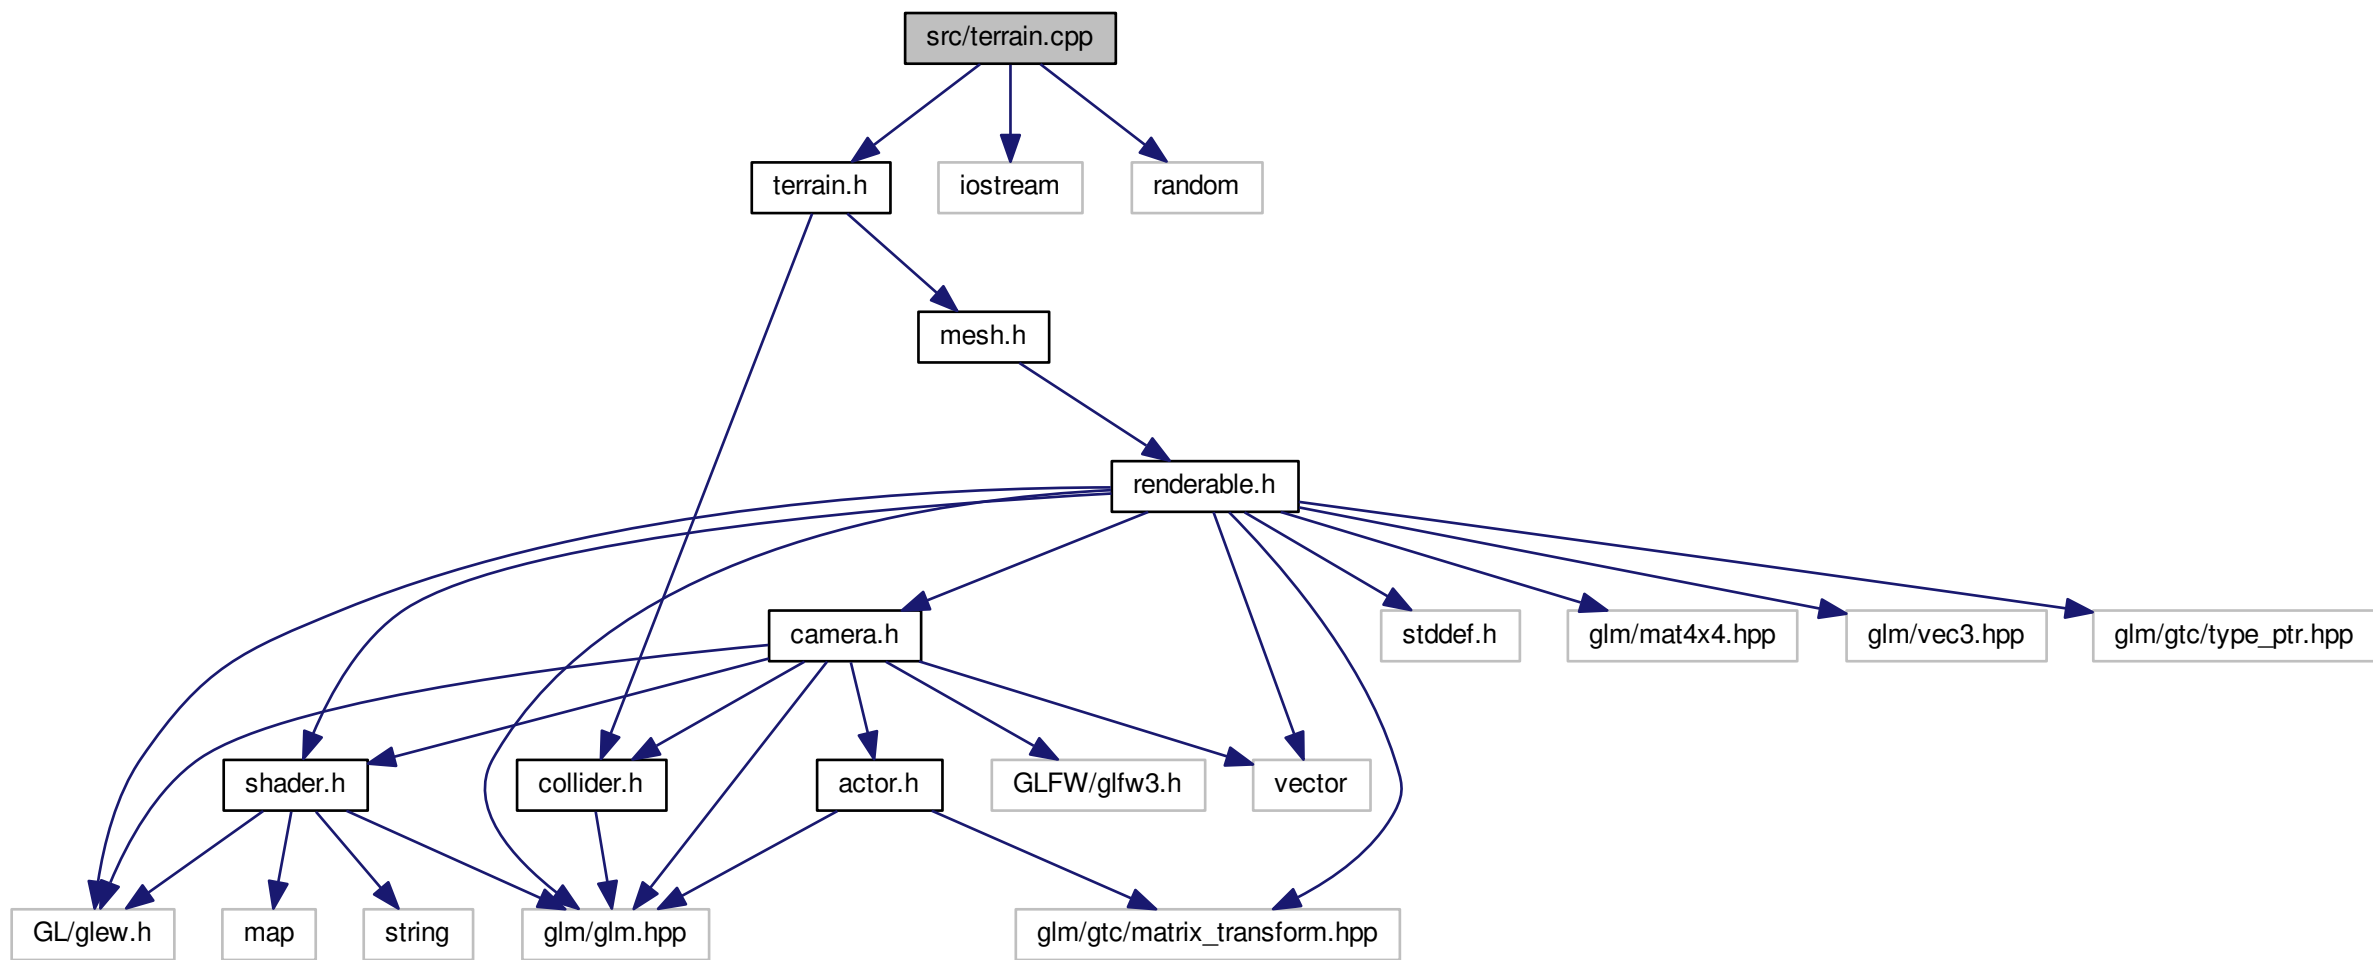 src/terrain.cpp
terrain.h
iostream
random
mesh.h
renderable.h
camera.h
stddef.h
glm/mat4x4.hpp
glm/vec3.hpp
glm/gtc/type_ptr.hpp
shader.h
collider.h
actor.h
GLFW/glfw3.h
vector
GL/glew.h
map
string
glm/glm.hpp
glm/gtc/matrix_transform.hpp